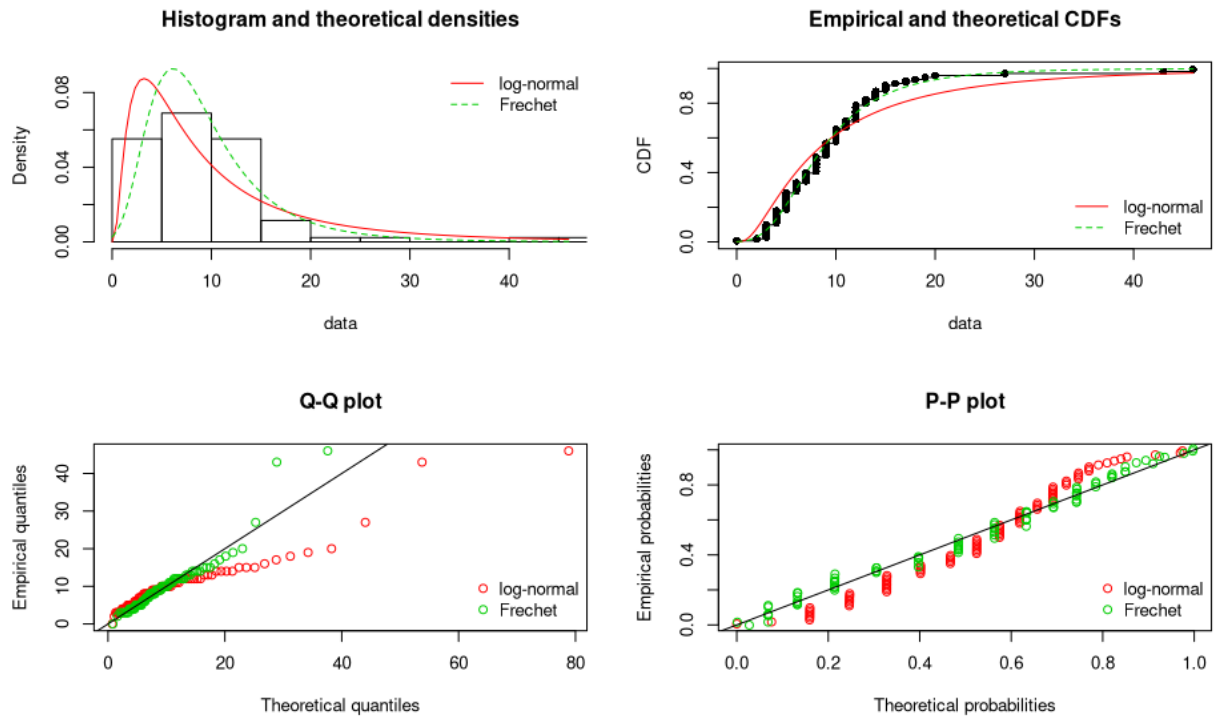 Histogram and theoretical densities
Density
0.00
0.04
0.08
log-normal
Frechet
0
10
20
30
40
data
Empirical and theoretical CDFs
CDF
0.0
0.4
0.8
log-normal
Frechet
0
10
20
30
40
data
Q-Q plot
Empirical quantiles
0
10
20
30
40
log-normal
Frechet
0
20
40
60
80
Theoretical quantiles
P-P plot
Empirical probabilities
0.0
0.4
0.8
log-normal
Frechet
0.0
0.2
0.4
0.6
0.8
1.0
Theoretical probabilities